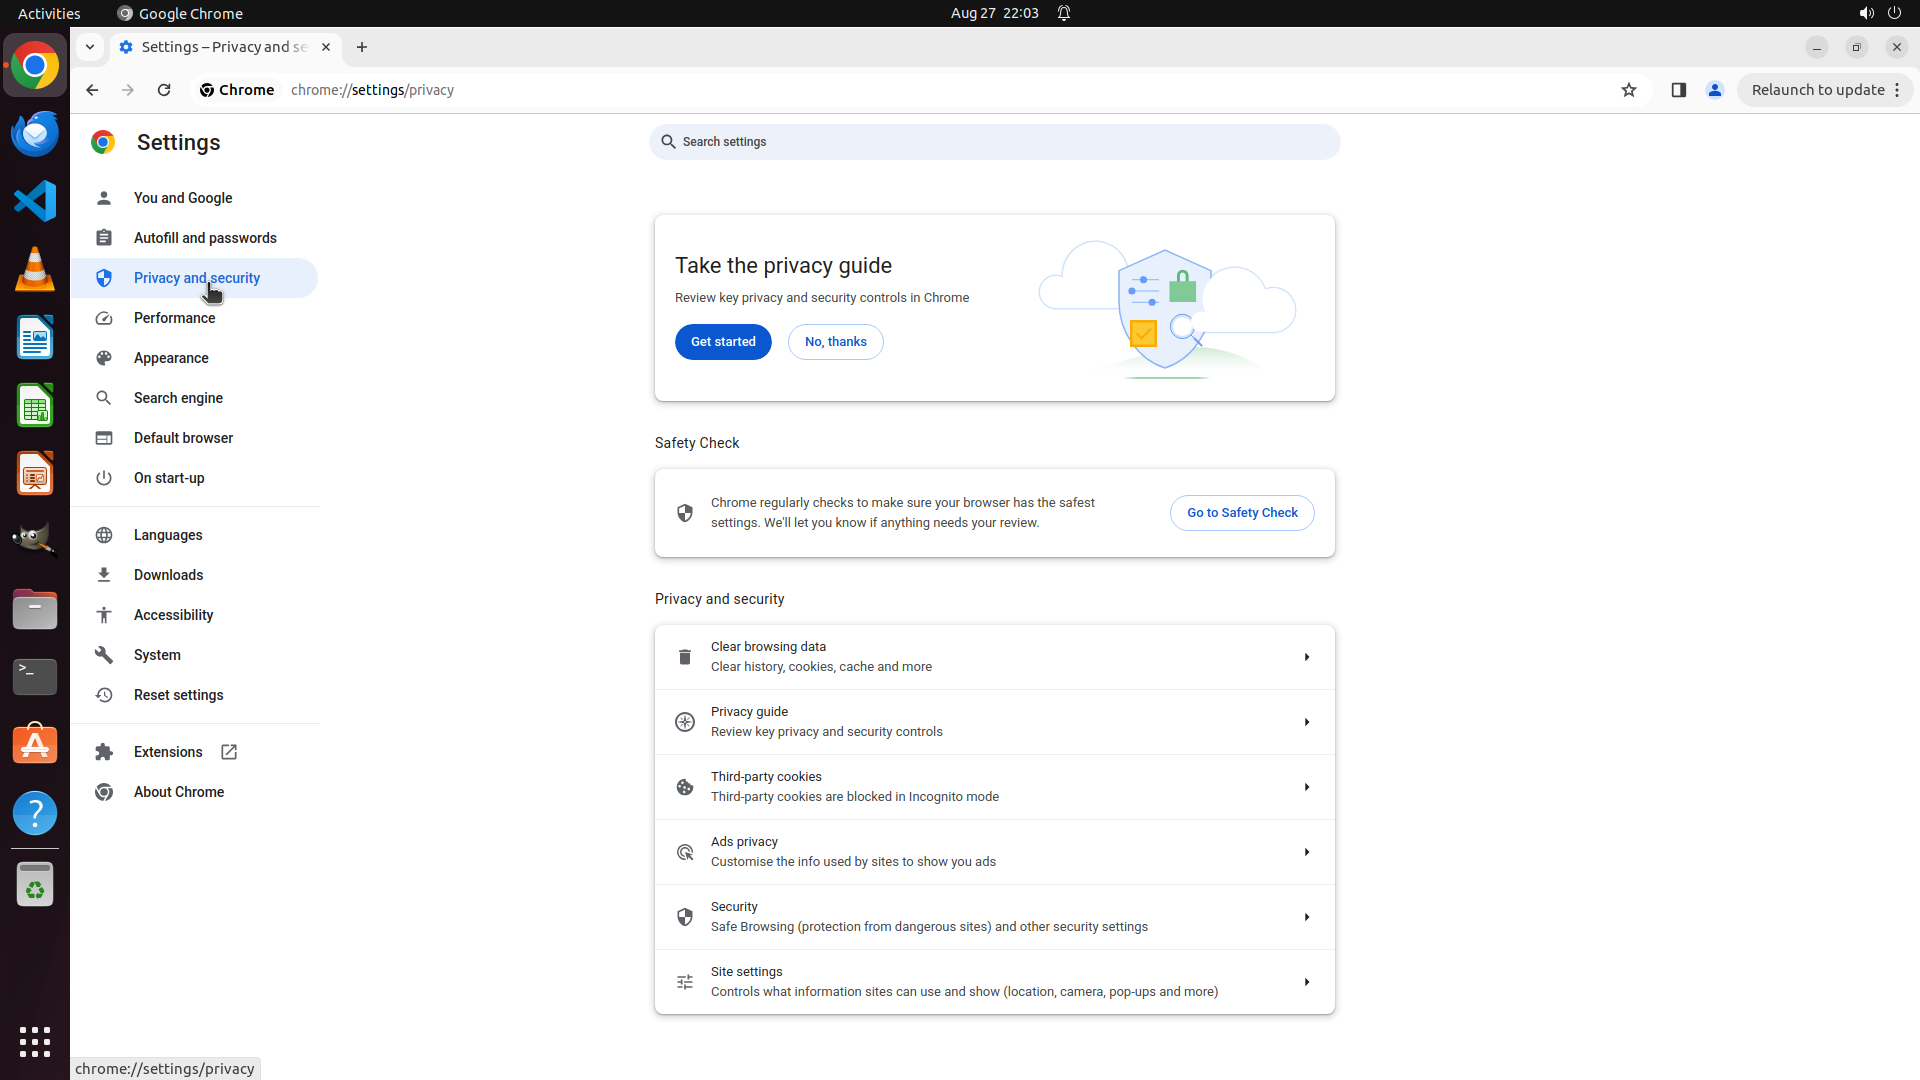 Activities
Google Chrome
Aug 27 22:03
Settings – Privacy and se
Chrome
chrome://settings/privacy
Relaunch to update
Settings
Search settings
You and Google
Autofill and passwords
Privacy and security
Performance
Appearance
Search engine
Default browser
On start-up
Languages
Downloads
Accessibility
System
Reset settings
Extensions
About Chrome
Take the privacy guide
Review key privacy and security controls in Chrome
Get started
No, thanks
Safety Check
Chrome regularly checks to make sure your browser has the safest
settings. We'll let you know if anything needs your review.
Go to Safety Check
Privacy and security
Clear browsing data
Clear history, cookies, cache and more
Privacy guide
Review key privacy and security controls
Third-party cookies
Third-party cookies are blocked in Incognito mode
Ads privacy
Customise the info used by sites to show you ads
Security
Safe Browsing (protection from dangerous sites) and other security settings
Site settings
Controls what information sites can use and show (location, camera, pop-ups and more)
chrome://settings/privacy